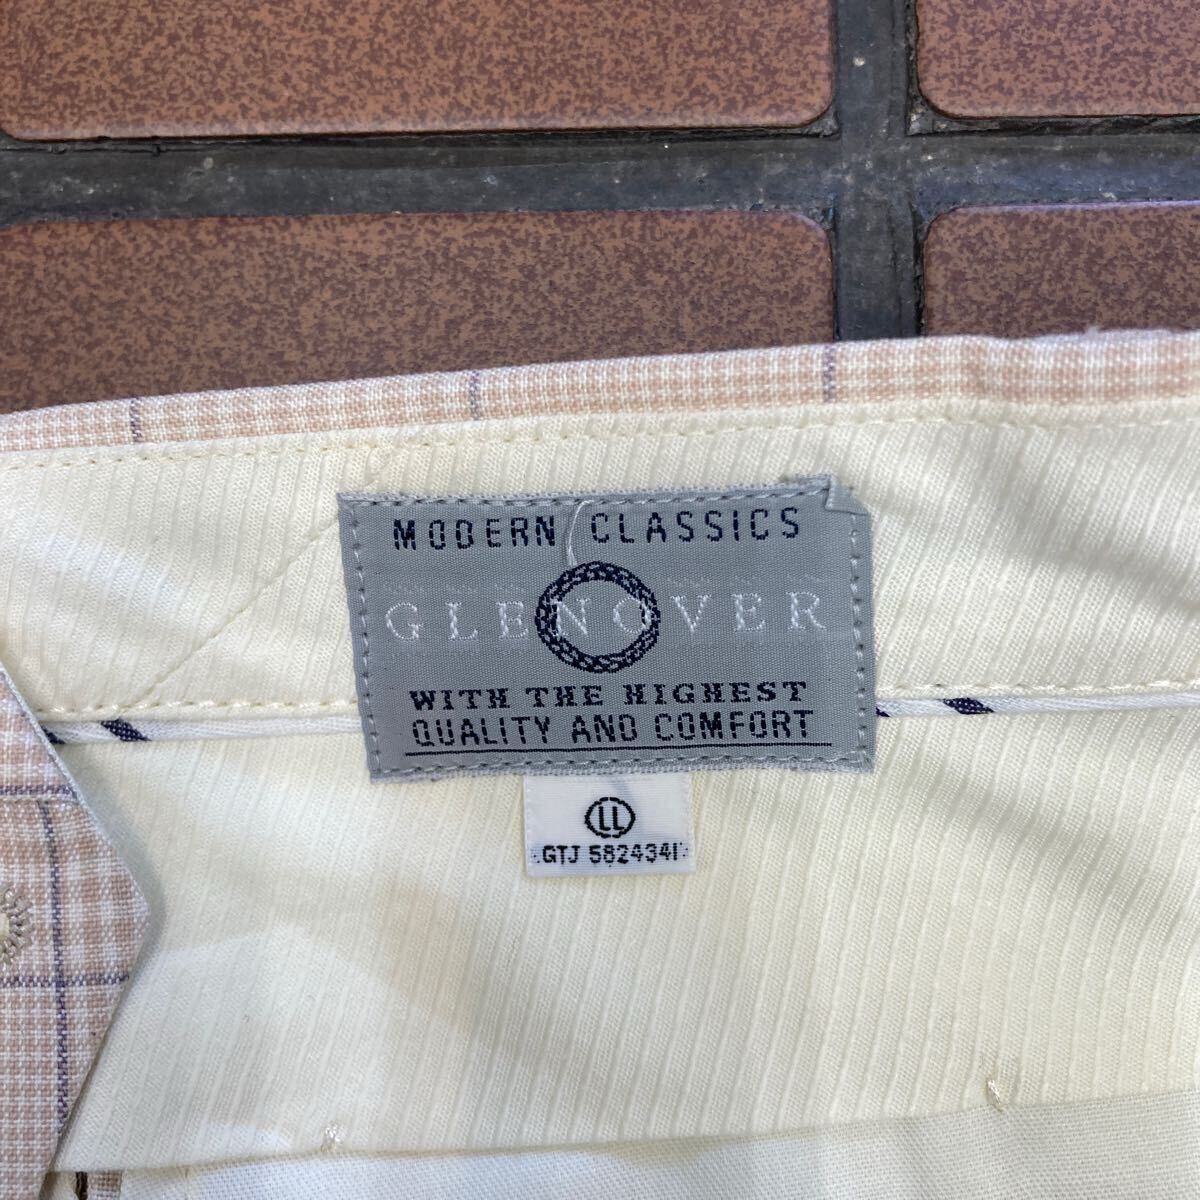 MODERN CLASSICS
GLENOVER
WITH THE HIGHEST
QUALITY AND COMFORT
LL
GTJ 5824341